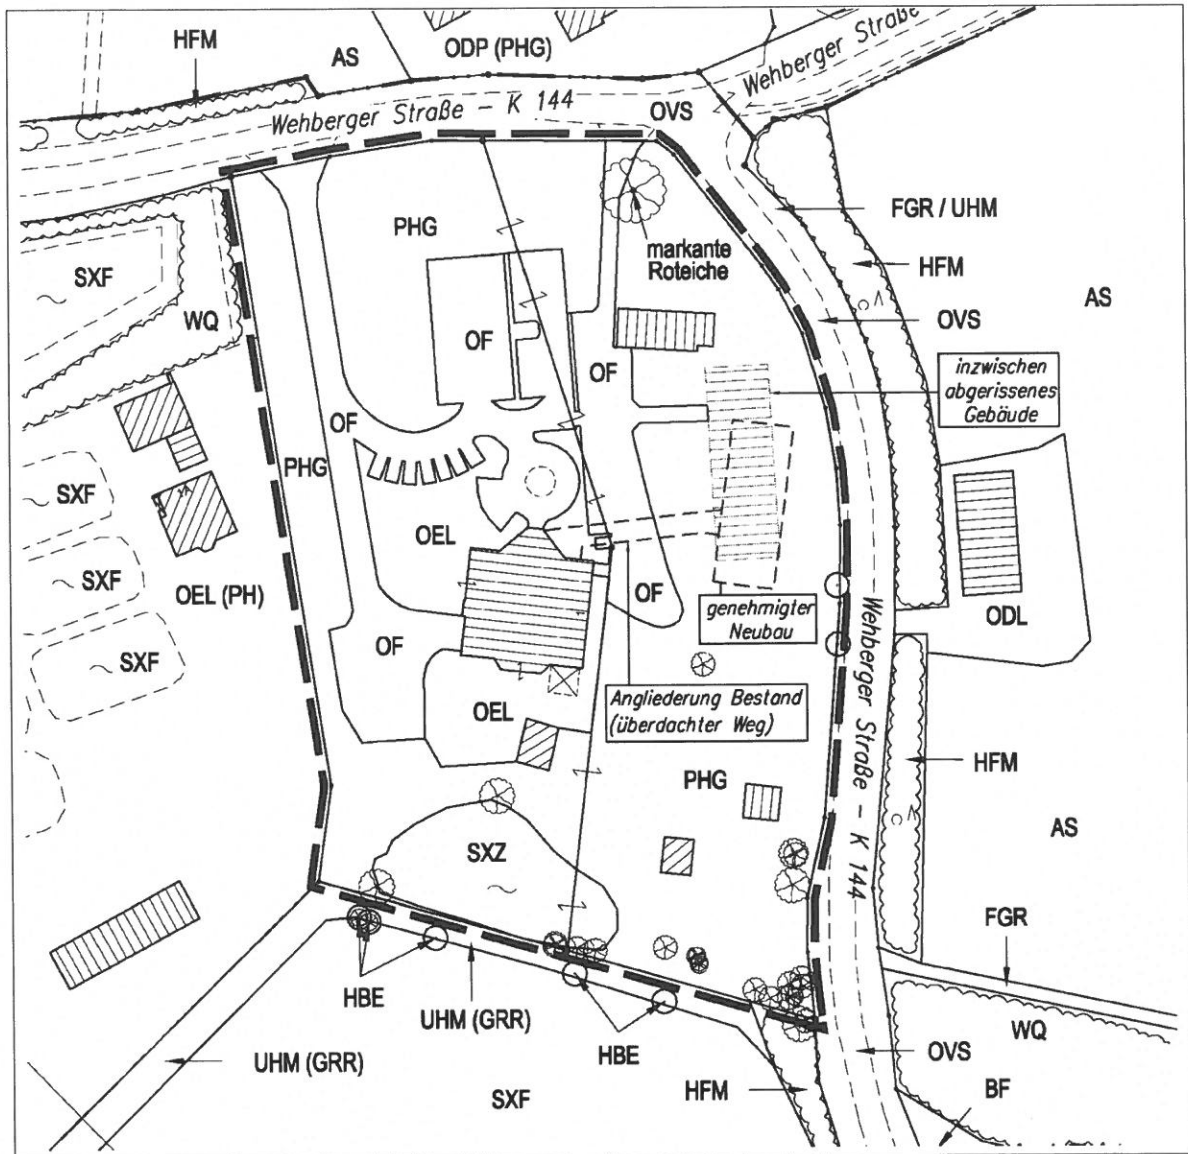 HFM
AS
ODP (PHG)
Wehberger Straße
Wehberger Straße - K 144
OVS
PHG
markante
Roteiche
FGR / UHM
HFM
SXF
AS
WQ
OVS
OF
OF
inzwischen
abgerissenes
Gebäude
OF
PHG
SXF
OEL
SXF
OEL (PH)
OF
genehmigter
Neubau
ODL
Wehberger Straße - K 144
SXF
OF
OEL
Angliederung Bestand
(überdachter Weg)
PHG
HFM
AS
SXZ
FGR
HBE
UHM (GRR)
WQ
UHM (GRR)
HBE
OVS
HFM
BF
SXF